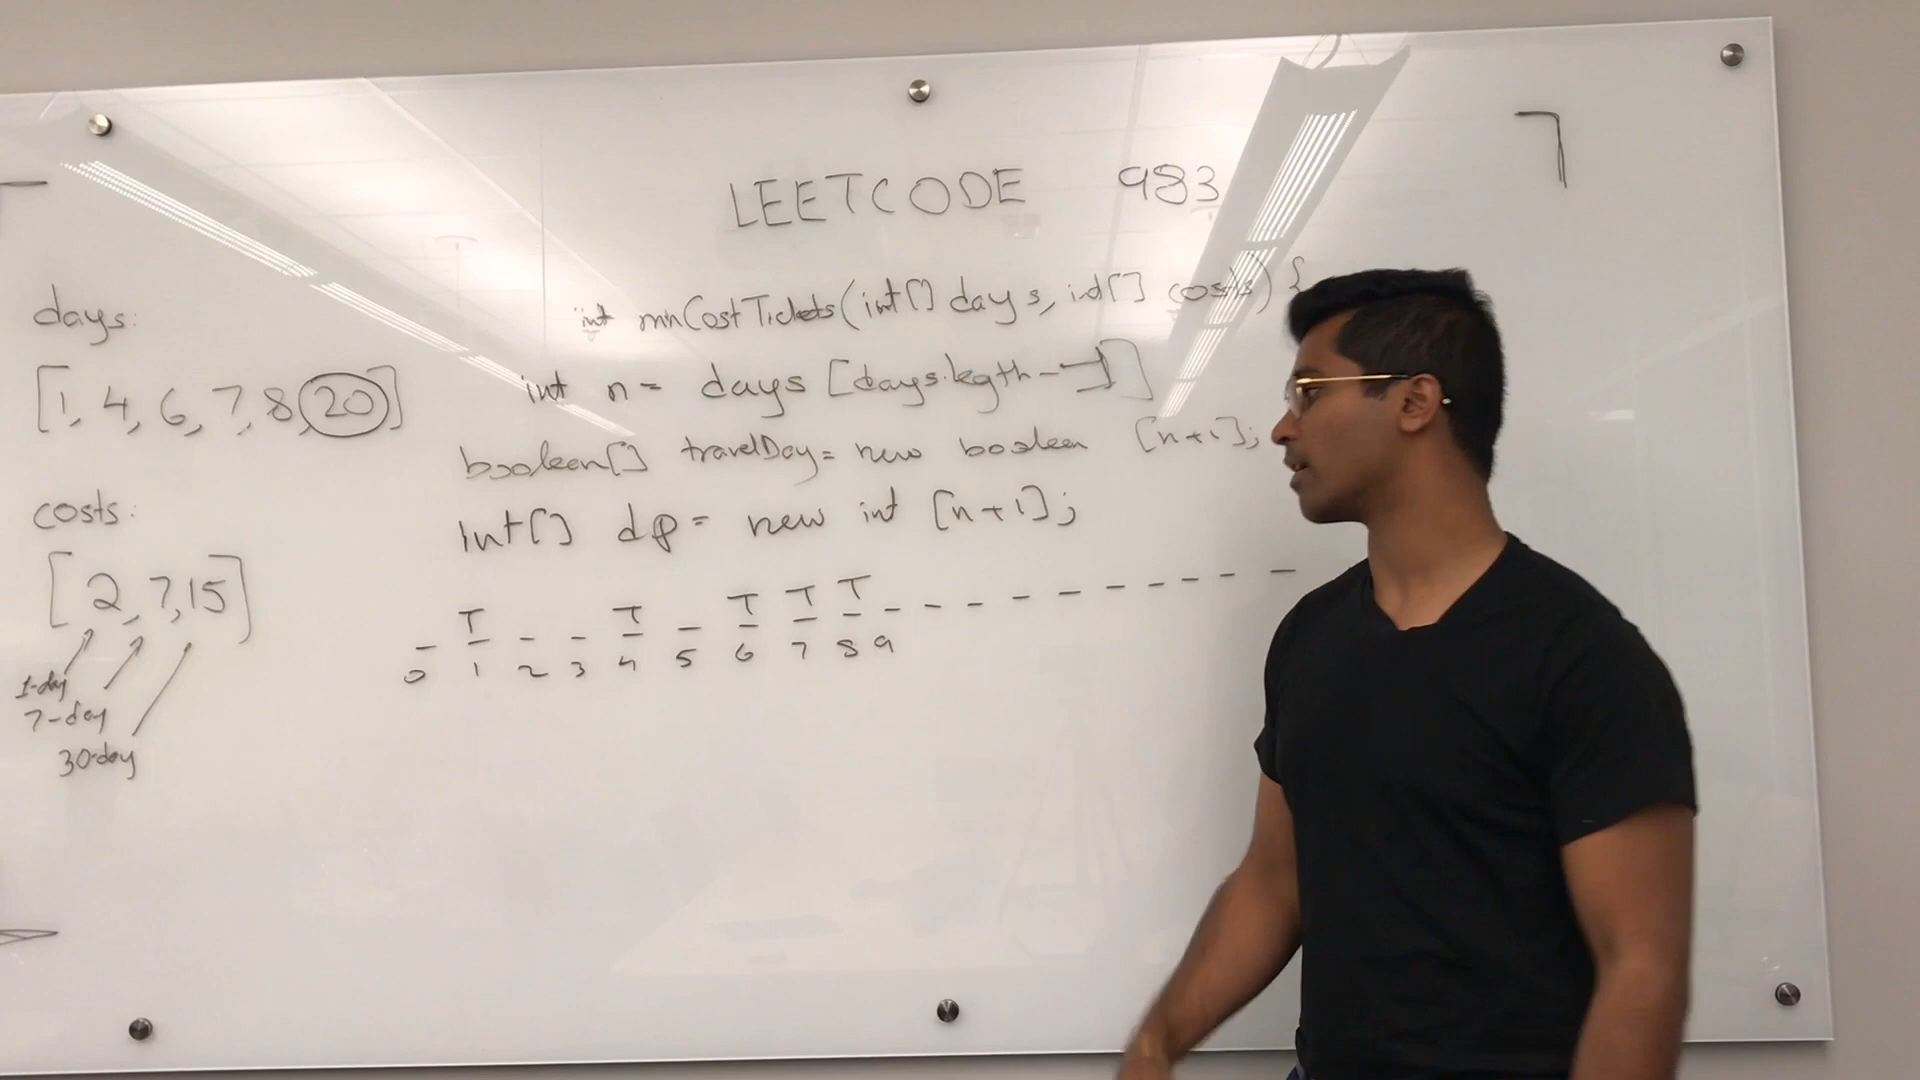 LEETCODE 983
days:
[1, 4, 6, 7, 8, 20]
costs:
[2, 7, 15]
1-day
7-day
30-day
int minCostTickets(int[] days, int[] costs) {
int n = days [days.legth-1]
boolean[] travelDay = new boolean [n+1];
int[] dp = new int [n+1];
T T T T T
0 1 2 3 4 5 6 7 8 9